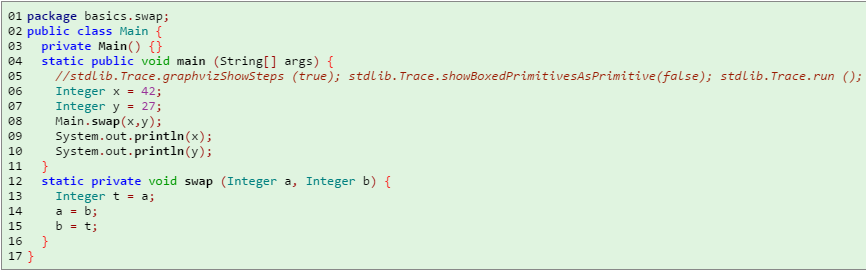 01 package basics.swap;
02 public class Main {
03   private Main() {}
04   static public void main (String[] args) {
05     //stdlib.Trace.graphvizShowSteps (true); stdlib.Trace.showBoxedPrimitivesAsPrimitive(false); stdlib.Trace.run ();
06     Integer x = 42;
07     Integer y = 27;
08     Main.swap(x,y);
09     System.out.println(x);
10     System.out.println(y);
11   }
12   static private void swap (Integer a, Integer b) {
13     Integer t = a;
14     a = b;
15     b = t;
16   }
17 }